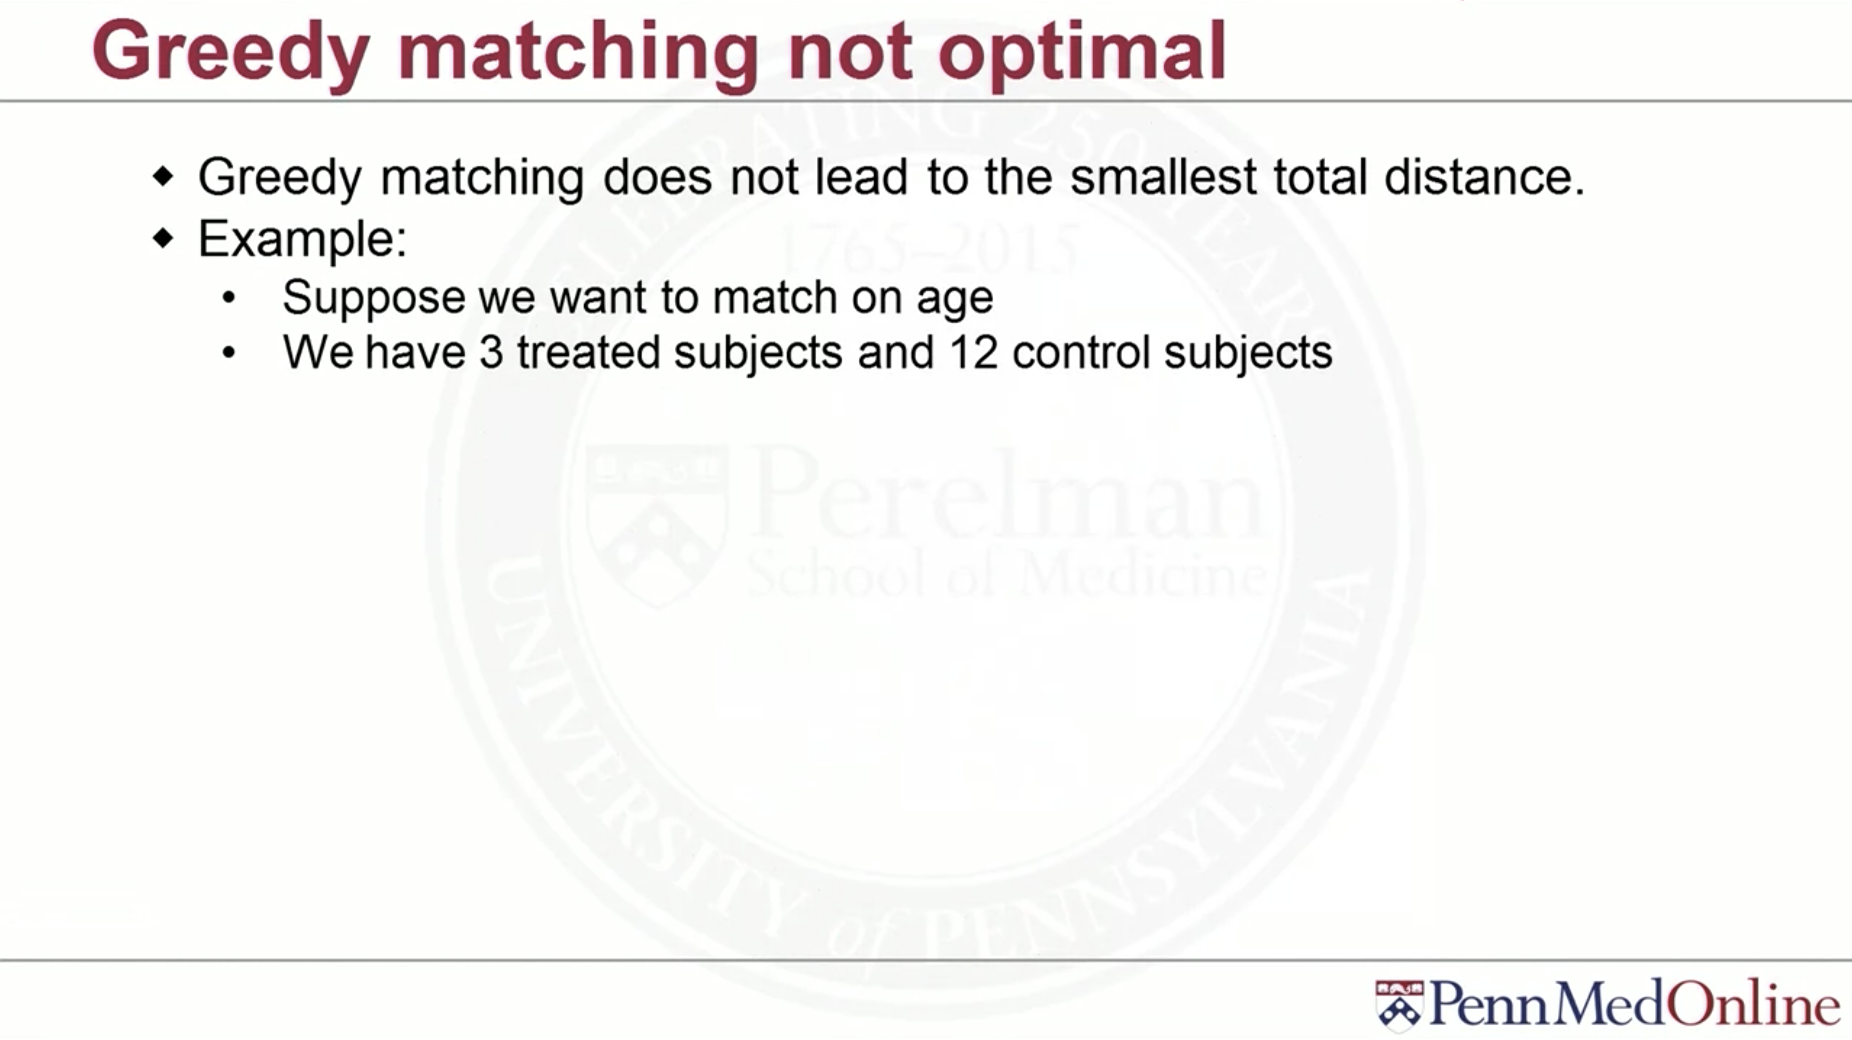 Greedy matching not optimal
◆ Greedy matching does not lead to the smallest total distance.
◆ Example:
• Suppose we want to match on age
• We have 3 treated subjects and 12 control subjects
CELEBRATING 250 YEARS
1765–2015
Perelman
School of Medicine
UNIVERSITY of PENNSYLVANIA
PennMedOnline